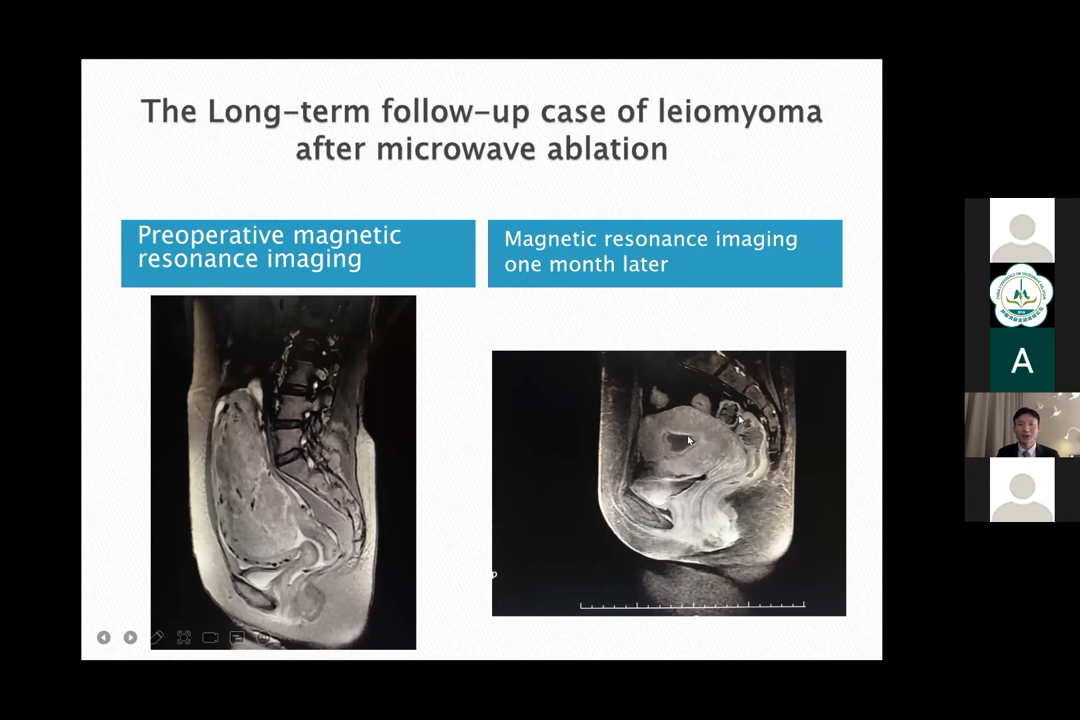 The Long-term follow-up case of leiomyoma
after microwave ablation
Preoperative magnetic
resonance imaging
Magnetic resonance imaging
one month later
p
A